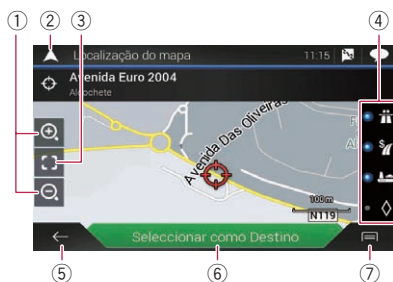 ① ② ③ ④
Localização do mapa 11:15
Avenida Euro 2004
Alcochete
Avenida Das Oliveiras
100m
N119
Seleccionar como Destino
⑤ ⑥ ⑦